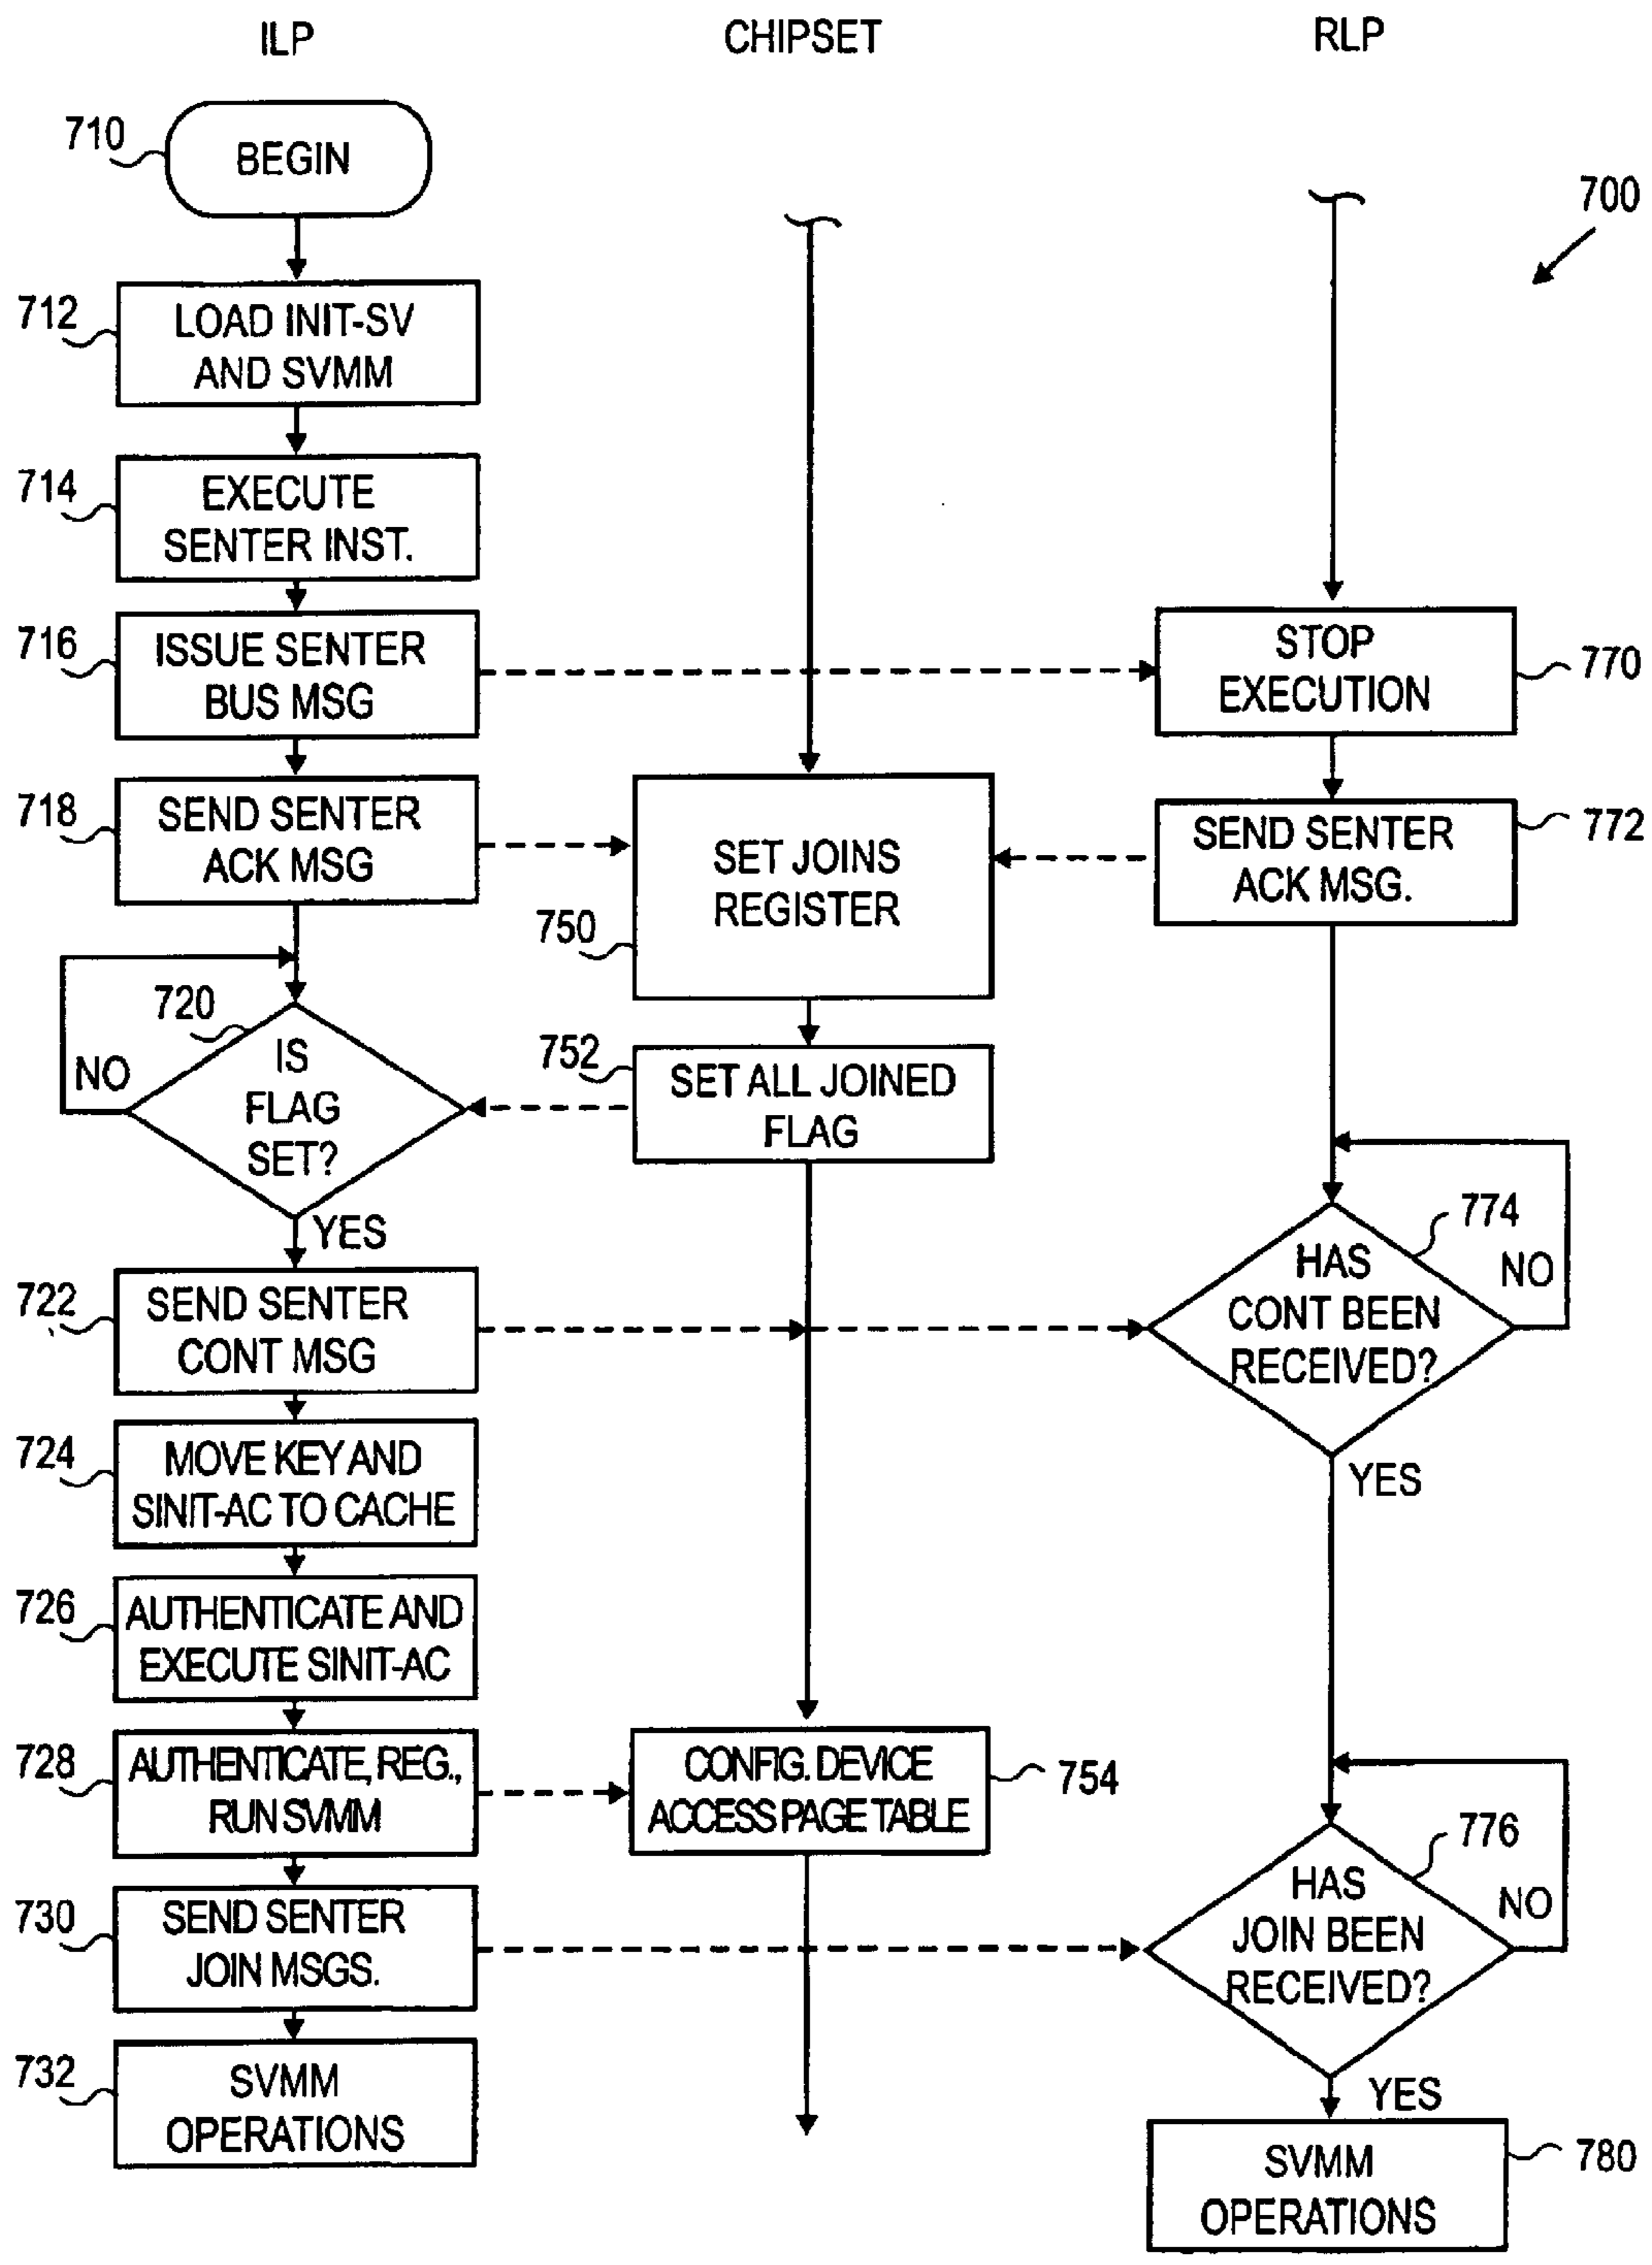 ILP
CHIPSET
RLP
710
BEGIN
700
712
LOAD INIT-SV
AND SVMM
714
EXECUTE
SENTER INST.
716
ISSUE SENTER
BUS MSG
STOP
EXECUTION
770
718
SEND SENTER
ACK MSG
SET JOINS
REGISTER
750
SEND SENTER
ACK MSG.
772
720
IS
FLAG
SET?
NO
YES
752
SET ALL JOINED
FLAG
774
HAS
CONT BEEN
RECEIVED?
NO
YES
722
SEND SENTER
CONT MSG
724
MOVE KEY AND
SINIT-AC TO CACHE
726
AUTHENTICATE AND
EXECUTE SINIT-AC
728
AUTHENTICATE, REG.,
RUN SVMM
CONFIG. DEVICE
ACCESS PAGE TABLE
754
776
HAS
JOIN BEEN
RECEIVED?
NO
YES
730
SEND SENTER
JOIN MSGS.
732
SVMM
OPERATIONS
SVMM
OPERATIONS
780